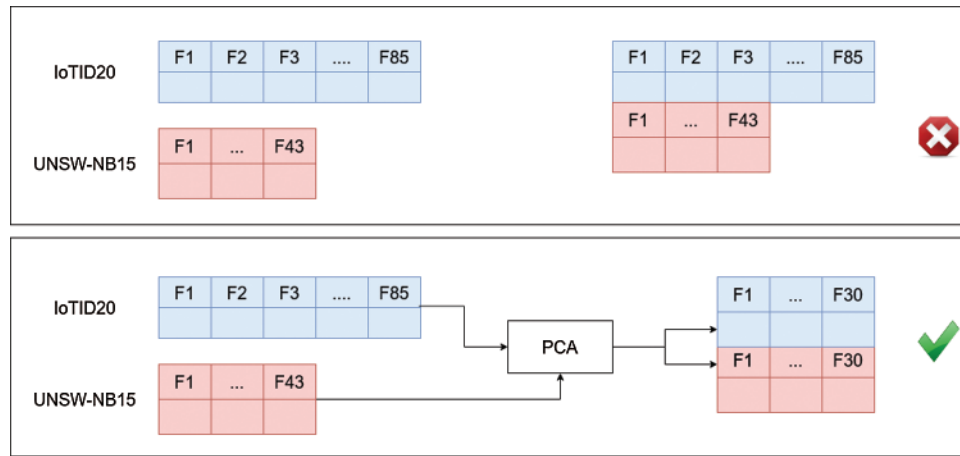 IoTID20
F1 F2 F3 .... F85
F1 F2 F3 .... F85
UNSW-NB15
F1 ... F43
F1 ... F43
IoTID20
F1 F2 F3 .... F85
F1 ... F30
PCA
UNSW-NB15
F1 ... F43
F1 ... F30